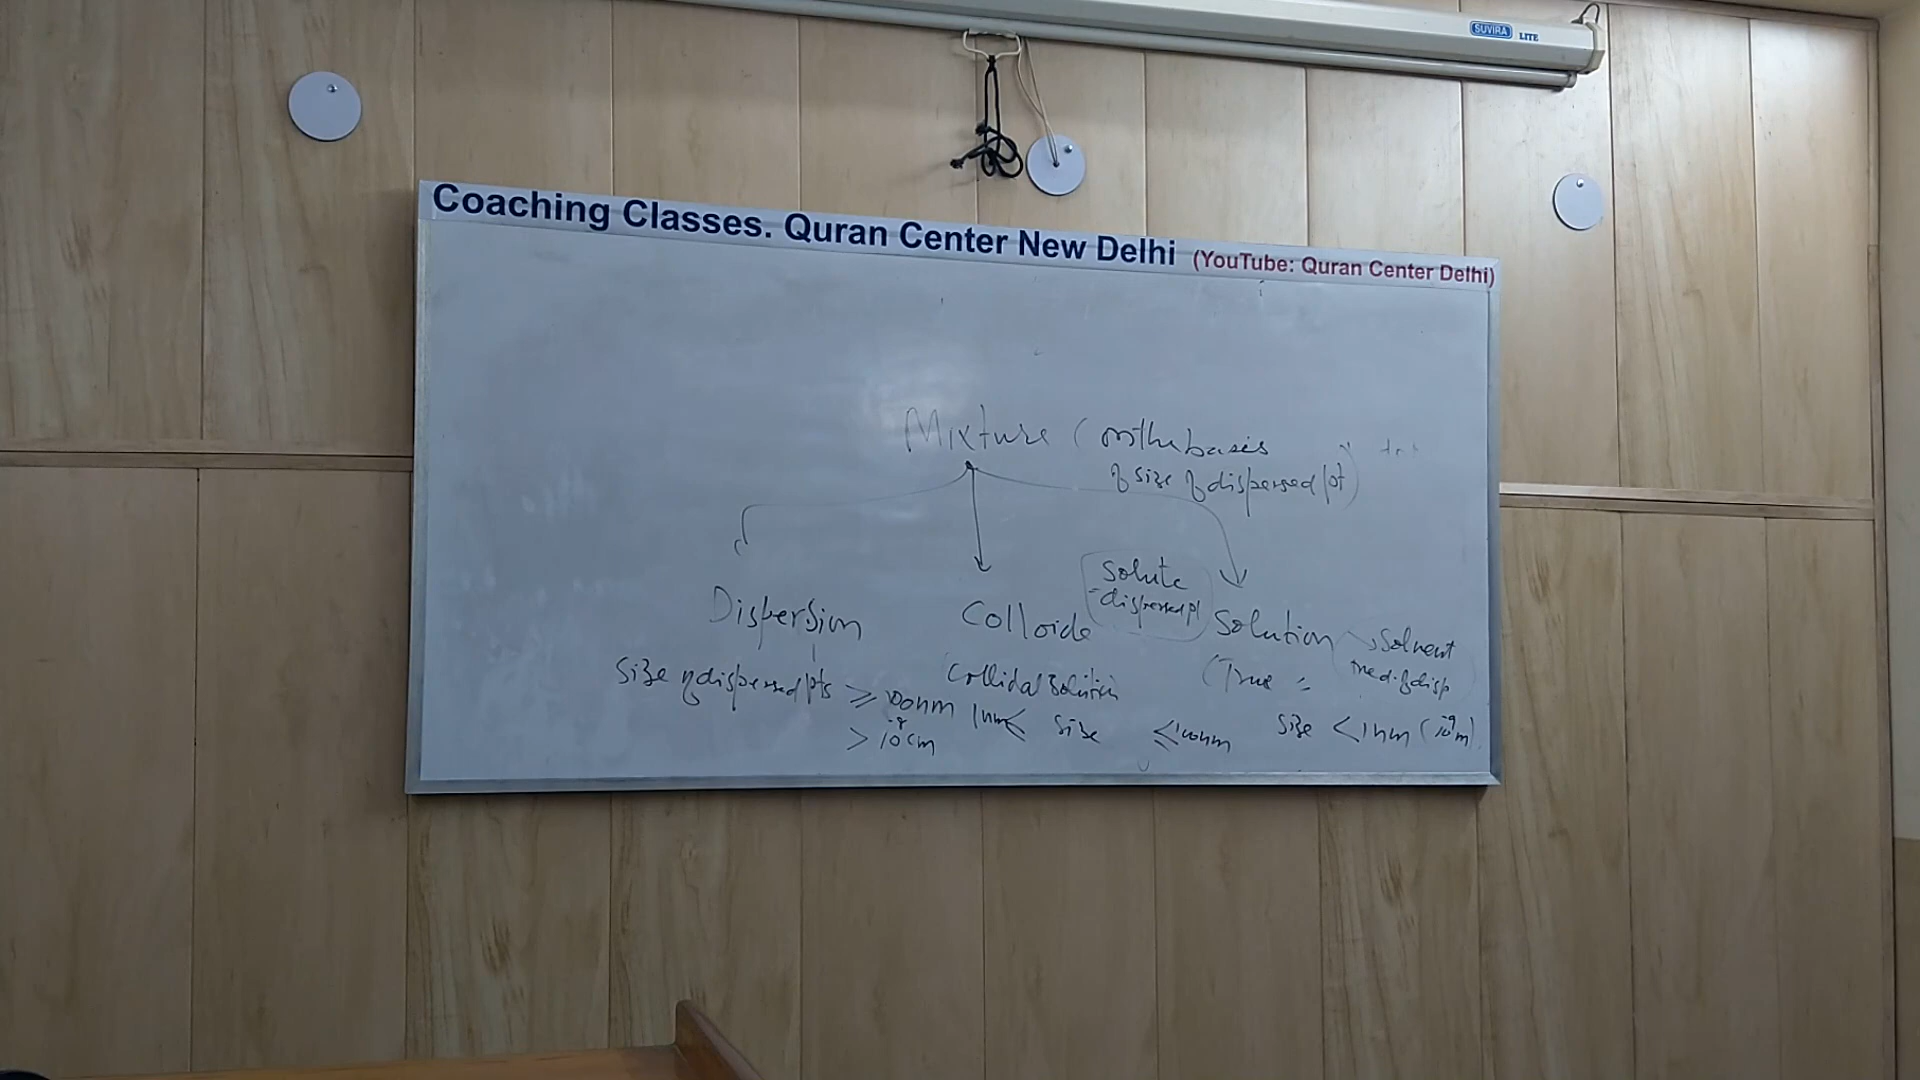 SUVIRA LITE
Coaching Classes. Quran Center New Delhi (YouTube: Quran Center Delhi)
Mixture (on the basis
of size of dispersed pt)
Solute
-dispersed pt
Dispersion
Colloide
Solution
Solvent
med. of disp
Collidal Solution
(True =
Size of dispersed pts ⩾ 100nm
> 10⁻⁸cm
1nm ≤ Size ≤ 100nm
Size < 1nm (10⁻⁹m)